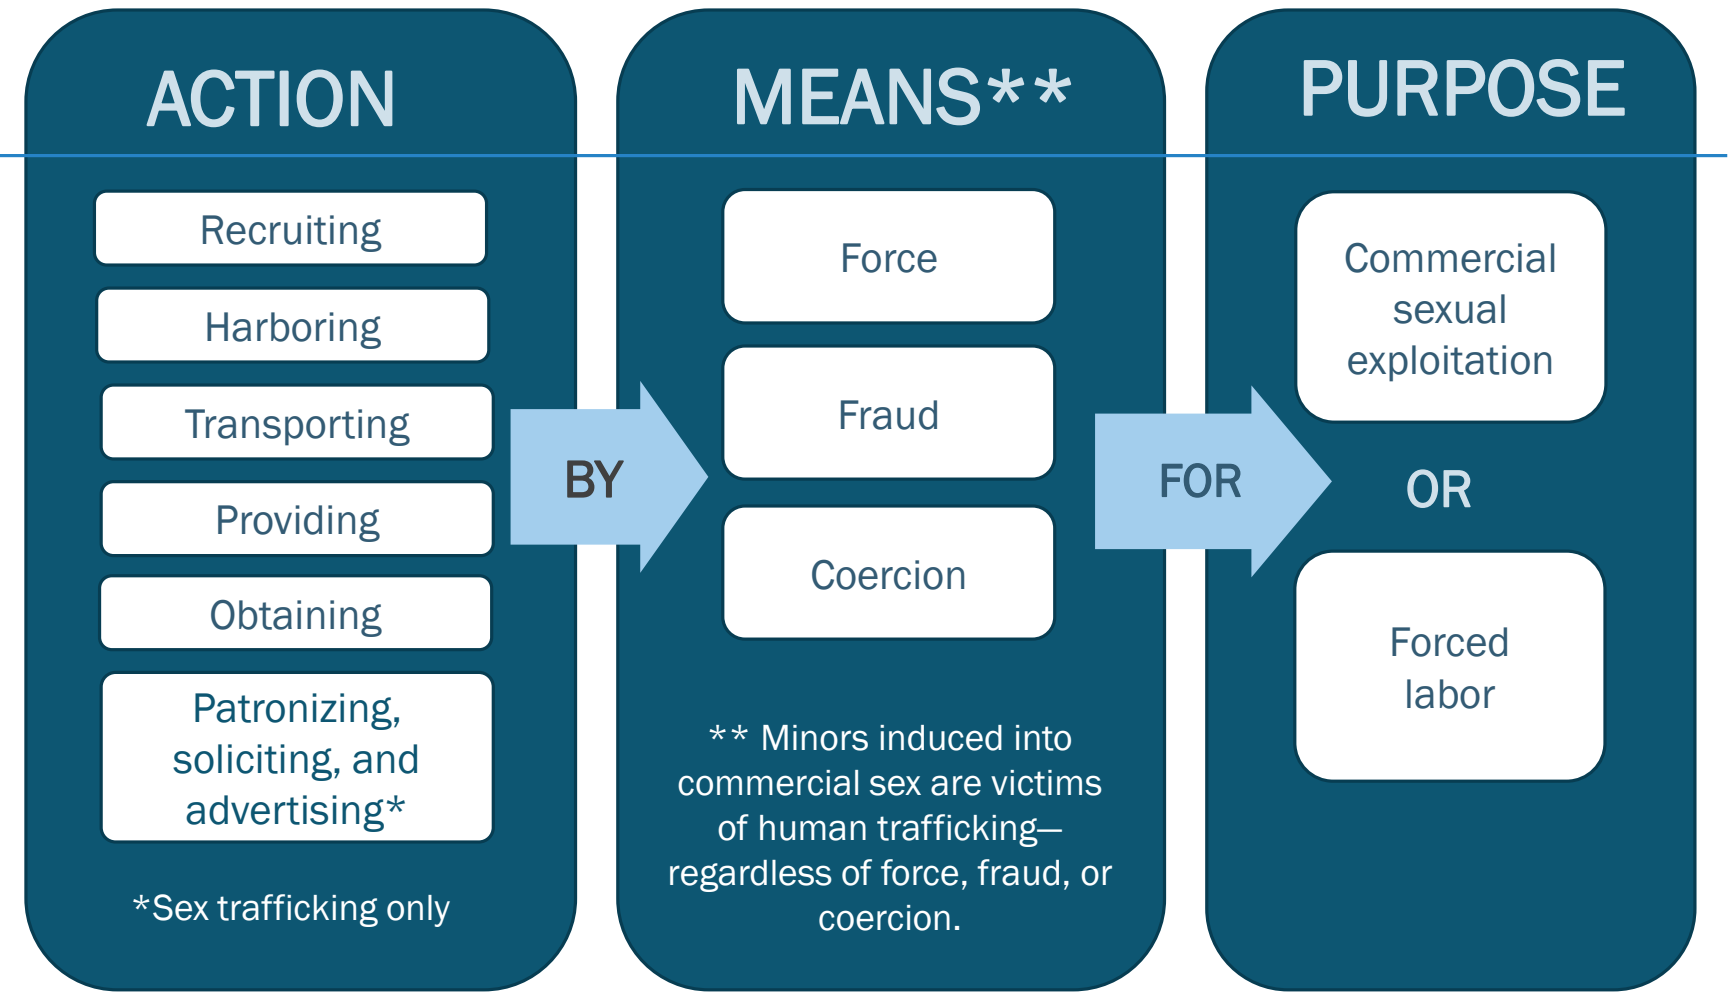 ACTION
Recruiting
Harboring
Transporting
Providing
Obtaining
Patronizing,
soliciting, and
advertising*
*Sex trafficking only
BY
MEANS**
Force
Fraud
Coercion
** Minors induced into
commercial sex are victims
of human trafficking—
regardless of force, fraud, or
coercion.
FOR
PURPOSE
Commercial
sexual
exploitation
OR
Forced
labor